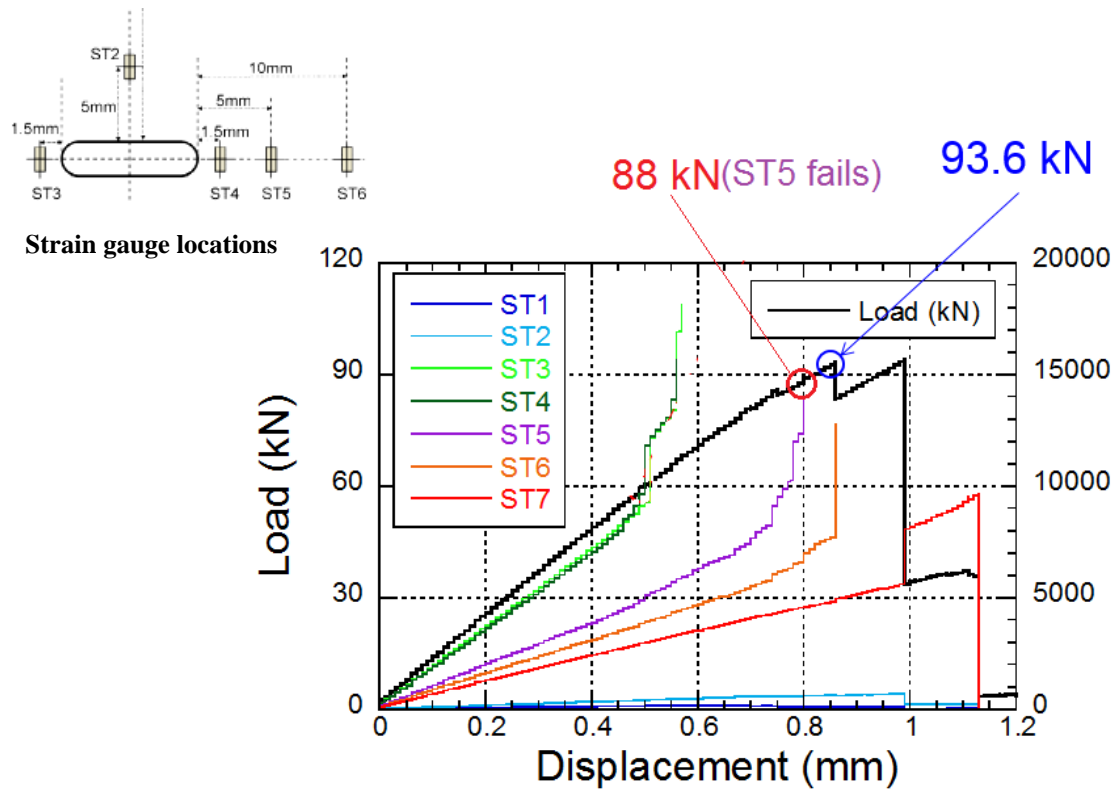 ST2
10mm
5mm
5mm
1.5mm
1.5mm
ST3
ST4
ST5
ST6
Strain gauge locations
88 kN(ST5 fails)
93.6 kN
120
90
60
30
0
Load (kN)
ST1
ST2
ST3
ST4
ST5
ST6
ST7
Load (kN)
20000
15000
10000
5000
0
0
0.2
0.4
0.6
0.8
1
1.2
Displacement (mm)